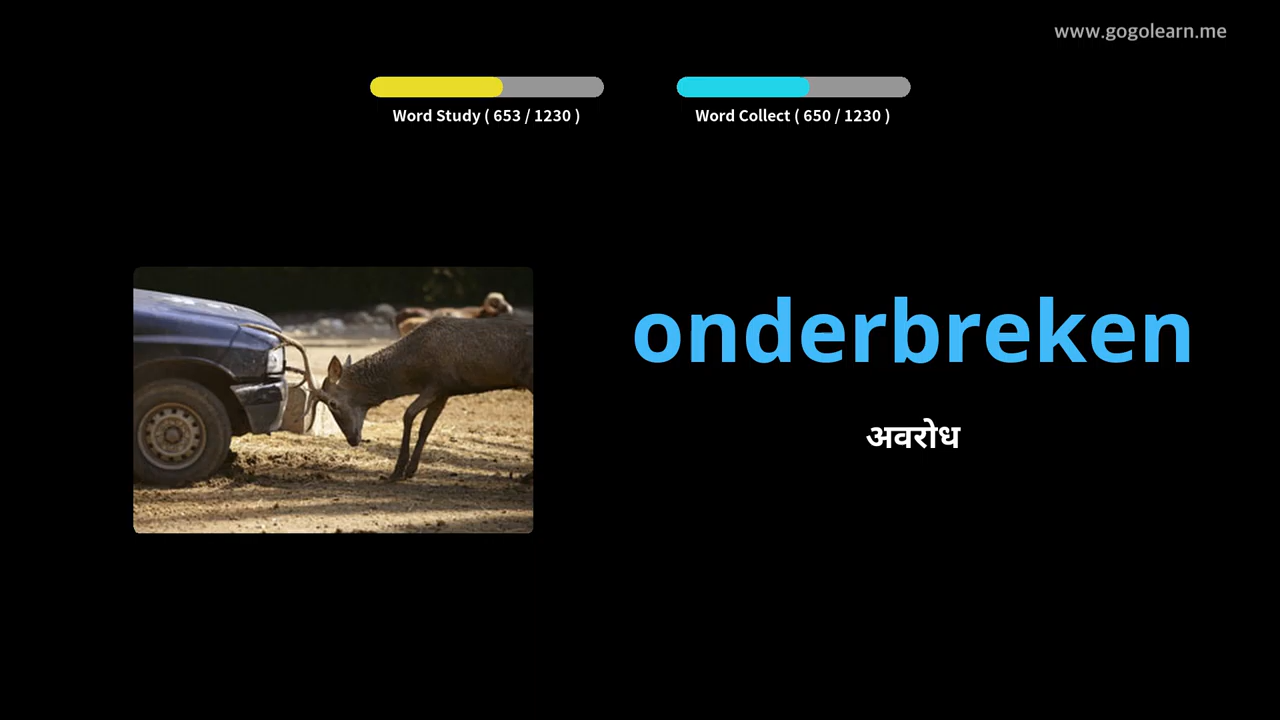 www.gogolearn.me
Word Study ( 653 / 1230 )
Word Collect ( 650 / 1230 )
onderbreken
अवरोध